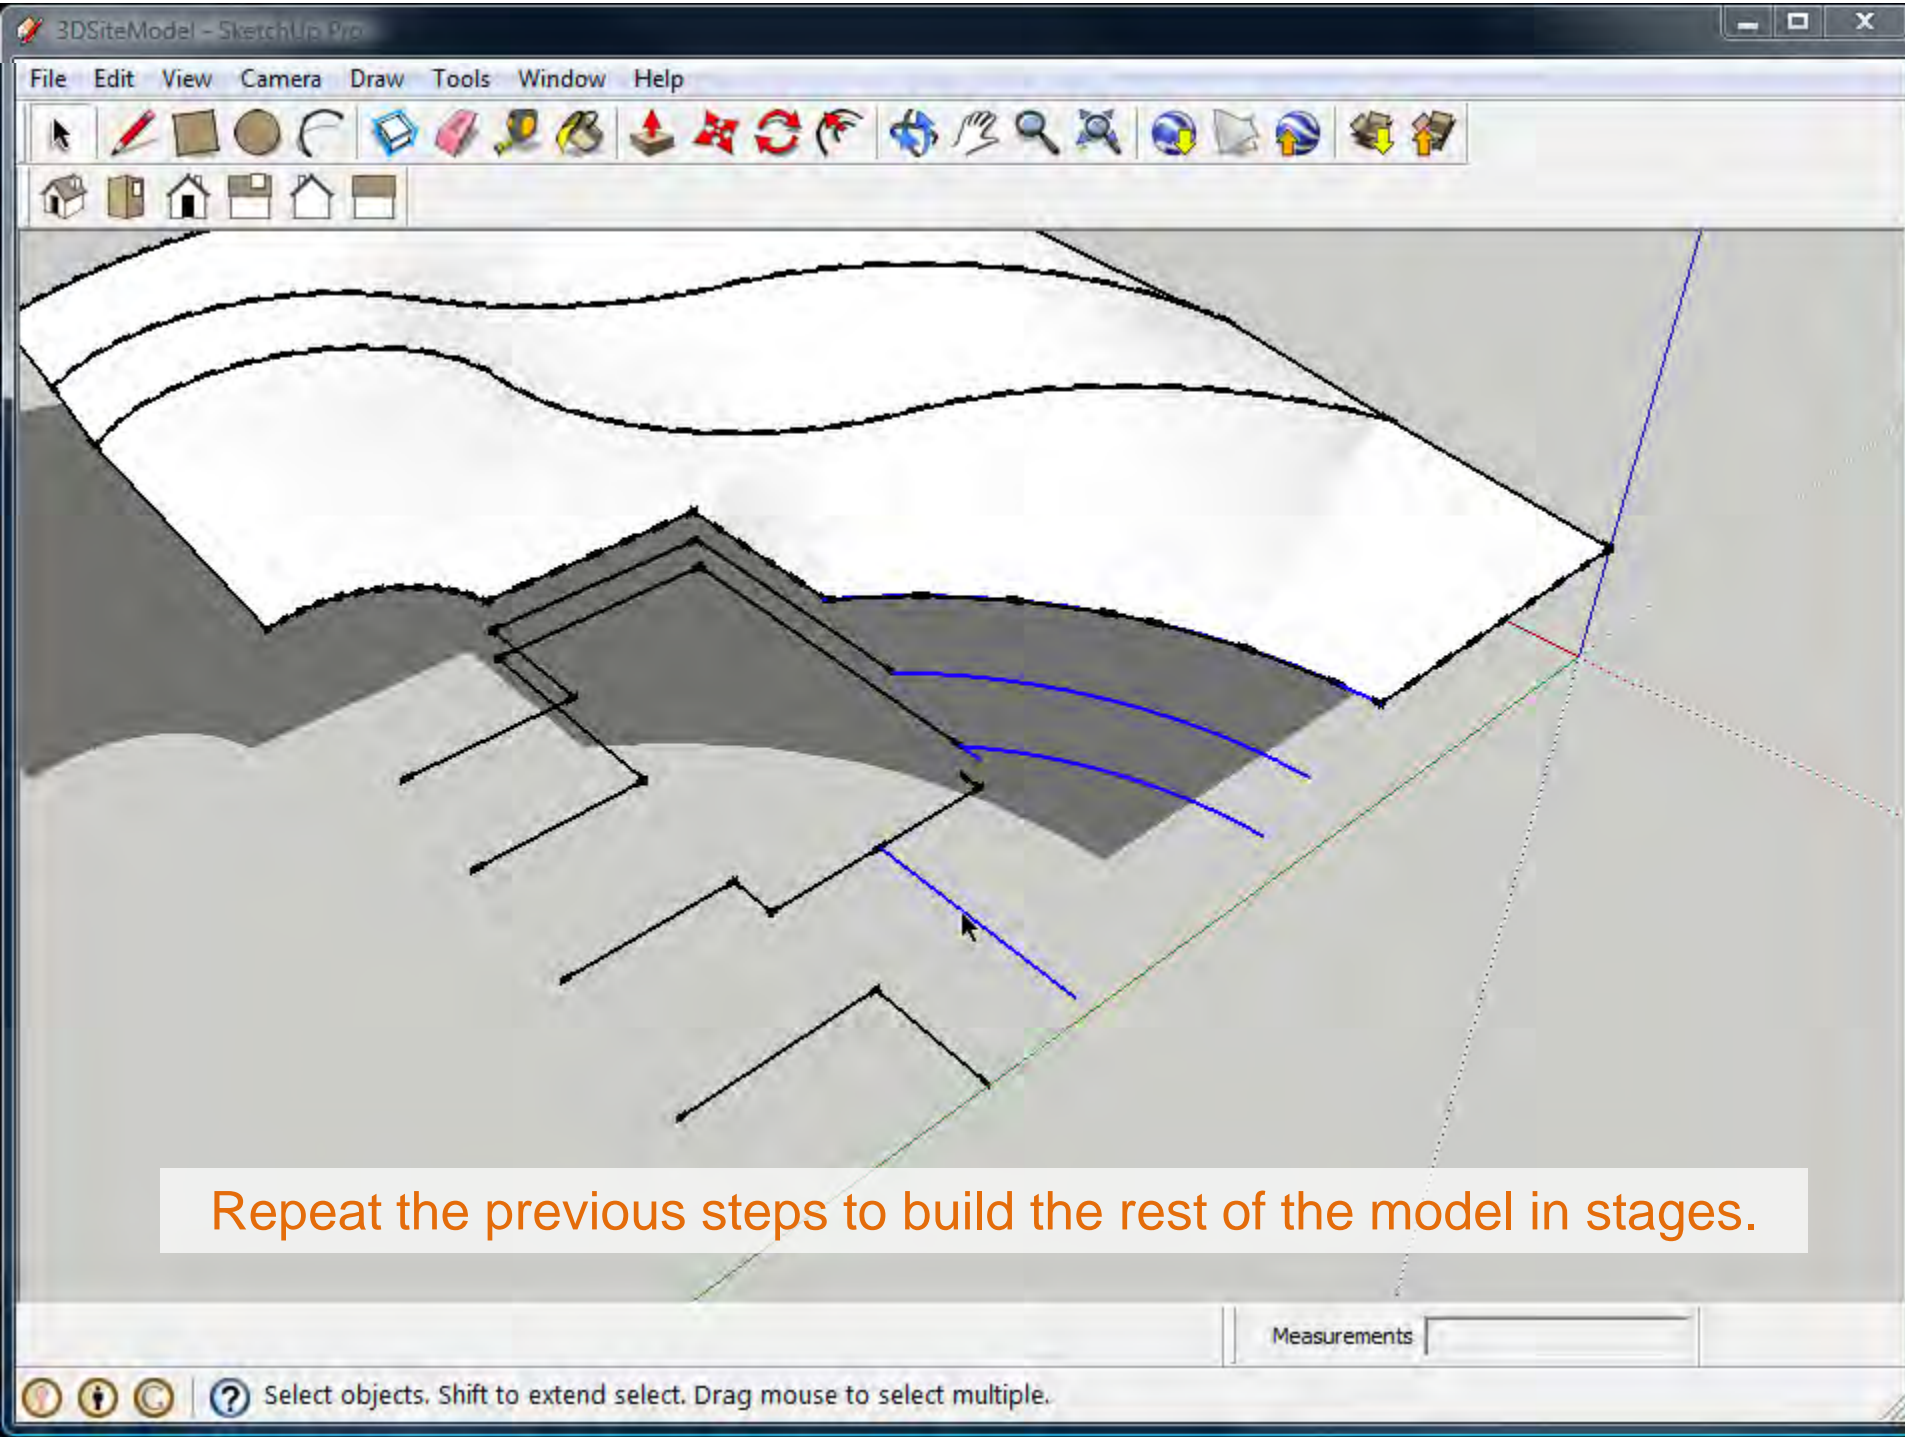 3DSiteModel - SketchUp Pro
File Edit View Camera Draw Tools Window Help
Repeat the previous steps to build the rest of the model in stages.
Measurements
Select objects. Shift to extend select. Drag mouse to select multiple.